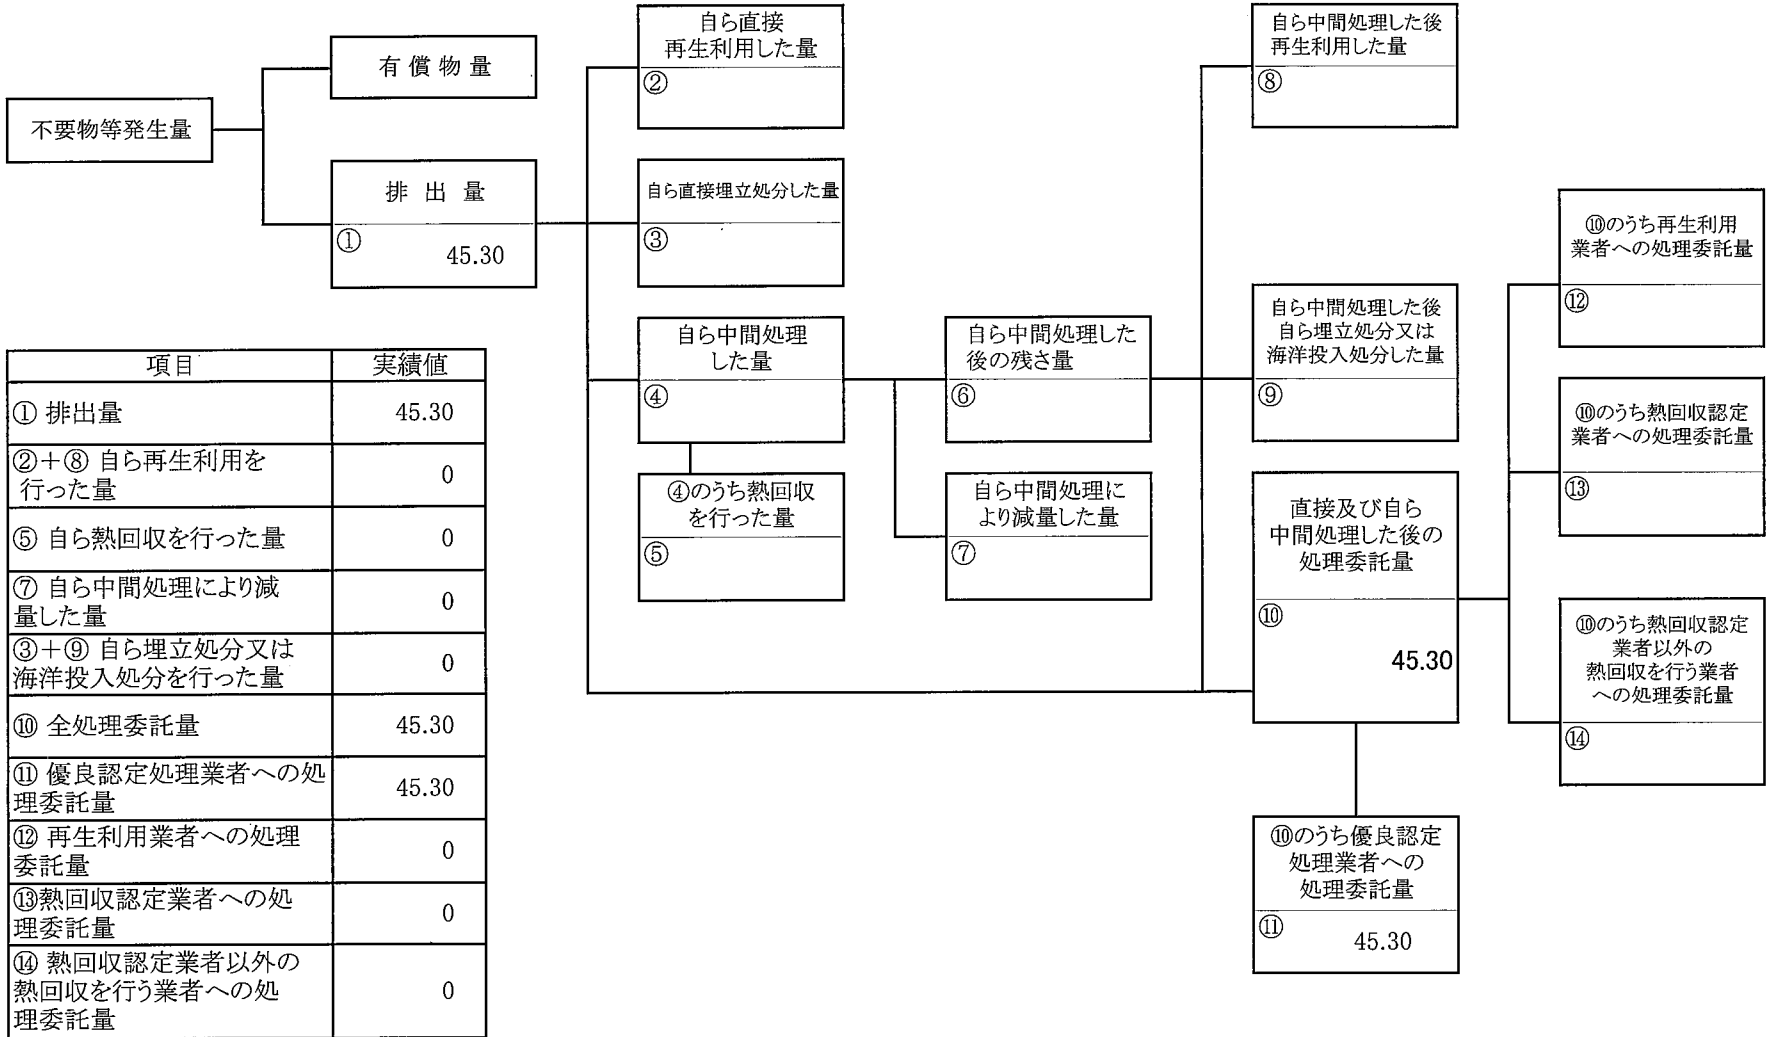 不要物等発生量
有償物量
排出量
①
45.30
自ら直接
再生利用した量
②
自ら直接埋立処分した量
③
自ら中間処理
した量
④
④のうち熱回収
を行った量
⑤
自ら中間処理した
後の残さ量
⑥
自ら中間処理に
より減量した量
⑦
自ら中間処理した後
再生利用した量
⑧
自ら中間処理した後
自ら埋立処分又は
海洋投入処分した量
⑨
直接及び自ら
中間処理した後の
処理委託量
⑩
45.30
⑩のうち優良認定
処理業者への
処理委託量
⑪
45.30
⑩のうち再生利用
業者への処理委託量
⑫
⑩のうち熱回収認定
業者への処理委託量
⑬
⑩のうち熱回収認定
業者以外の
熱回収を行う業者
への処理委託量
⑭
項目 実績値
① 排出量 45.30
②+⑧ 自ら再生利用を
行った量 0
⑤ 自ら熱回収を行った量 0
⑦ 自ら中間処理により減
量した量 0
③+⑨ 自ら埋立処分又は
海洋投入処分を行った量 0
⑩ 全処理委託量 45.30
⑪ 優良認定処理業者への処
理委託量 45.30
⑫ 再生利用業者への処理
委託量 0
⑬熱回収認定業者への処
理委託量 0
⑭ 熱回収認定業者以外の
熱回収を行う業者への処
理委託量 0